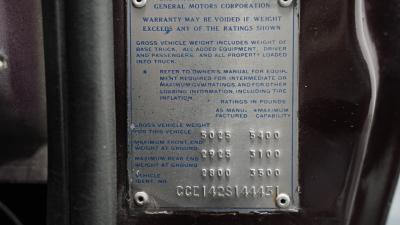 GENERAL MOTORS CORPORATION
WARRANTY MAY BE VOIDED IF WEIGHT
EXCEEDS ANY OF THE RATINGS SHOWN
GROSS VEHICLE WEIGHT INCLUDES WEIGHT OF
BASE TRUCK, ALL ADDED EQUIPMENT, DRIVER
AND PASSENGERS, AND ALL PROPERTY LOADED
INTO TRUCK.
REFER TO OWNER'S MANUAL FOR EQUIP-
MENT REQUIRED FOR INTERMEDIATE OR
MAXIMUM GVW RATINGS, AND FOR OTHER
LOADING INFORMATION, INCLUDING TIRE
INFLATION.
RATINGS IN POUNDS
AS MANU- MAXIMUM
FACTURED CAPABILITY
GROSS VEHICLE WEIGHT
FOR THIS VEHICLE 5025 5400
MAXIMUM FRONT END
WEIGHT AT GROUND 2925 3100
MAXIMUM REAR END
WEIGHT AT GROUND 2800 3500
VEHICLE
IDENT. NO. CCE142S144451